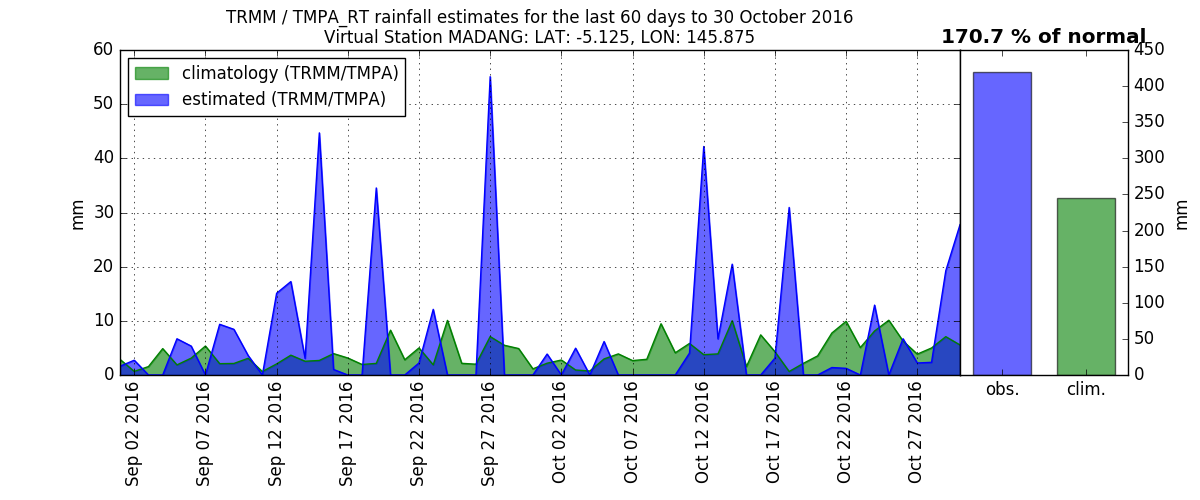 TRMM / TMPA_RT rainfall estimates for the last 60 days to 30 October 2016
Virtual Station MADANG: LAT: -5.125, LON: 145.875
170.7 % of normal
climatology (TRMM/TMPA)
estimated (TRMM/TMPA)
mm
60
50
40
30
20
10
0
Sep 02 2016
Sep 07 2016
Sep 12 2016
Sep 17 2016
Sep 22 2016
Sep 27 2016
Oct 02 2016
Oct 07 2016
Oct 12 2016
Oct 17 2016
Oct 22 2016
Oct 27 2016
450
400
350
300
250
200
150
100
50
0
mm
obs.
clim.